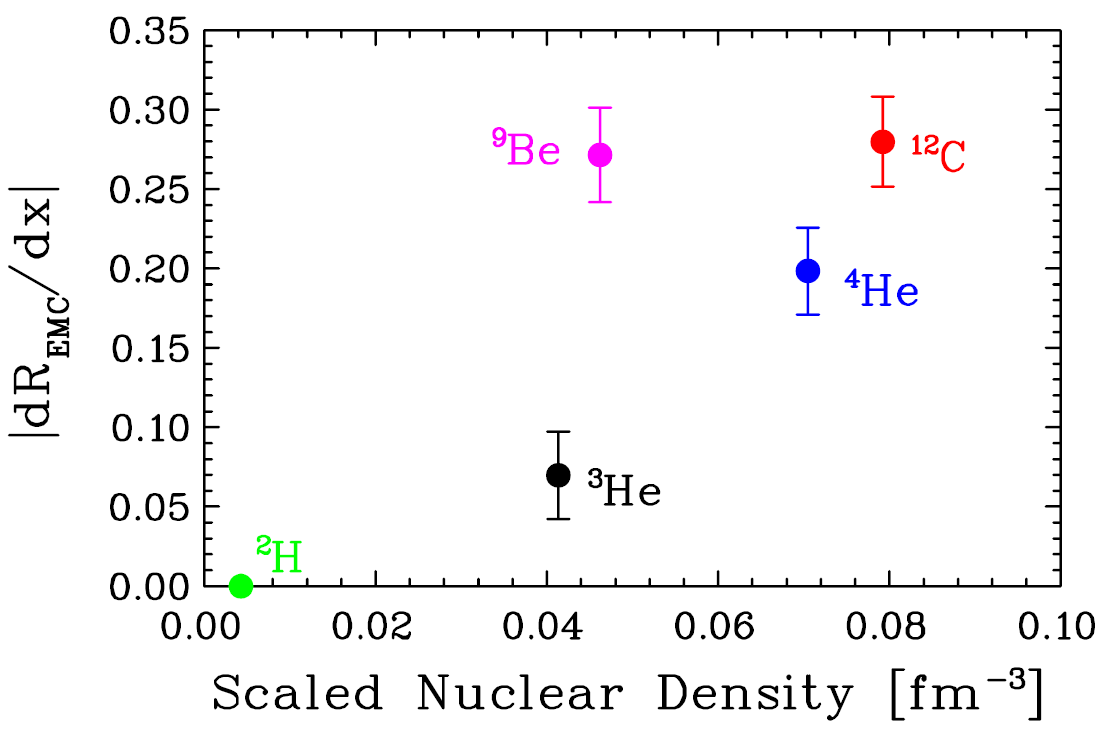 0.35
0.30
0.25
0.20
0.15
0.10
0.05
0.00
|dR_EMC/dx|
⁹Be
¹²C
⁴He
³He
²H
0.00 0.02 0.04 0.06 0.08 0.10
Scaled Nuclear Density [fm⁻³]